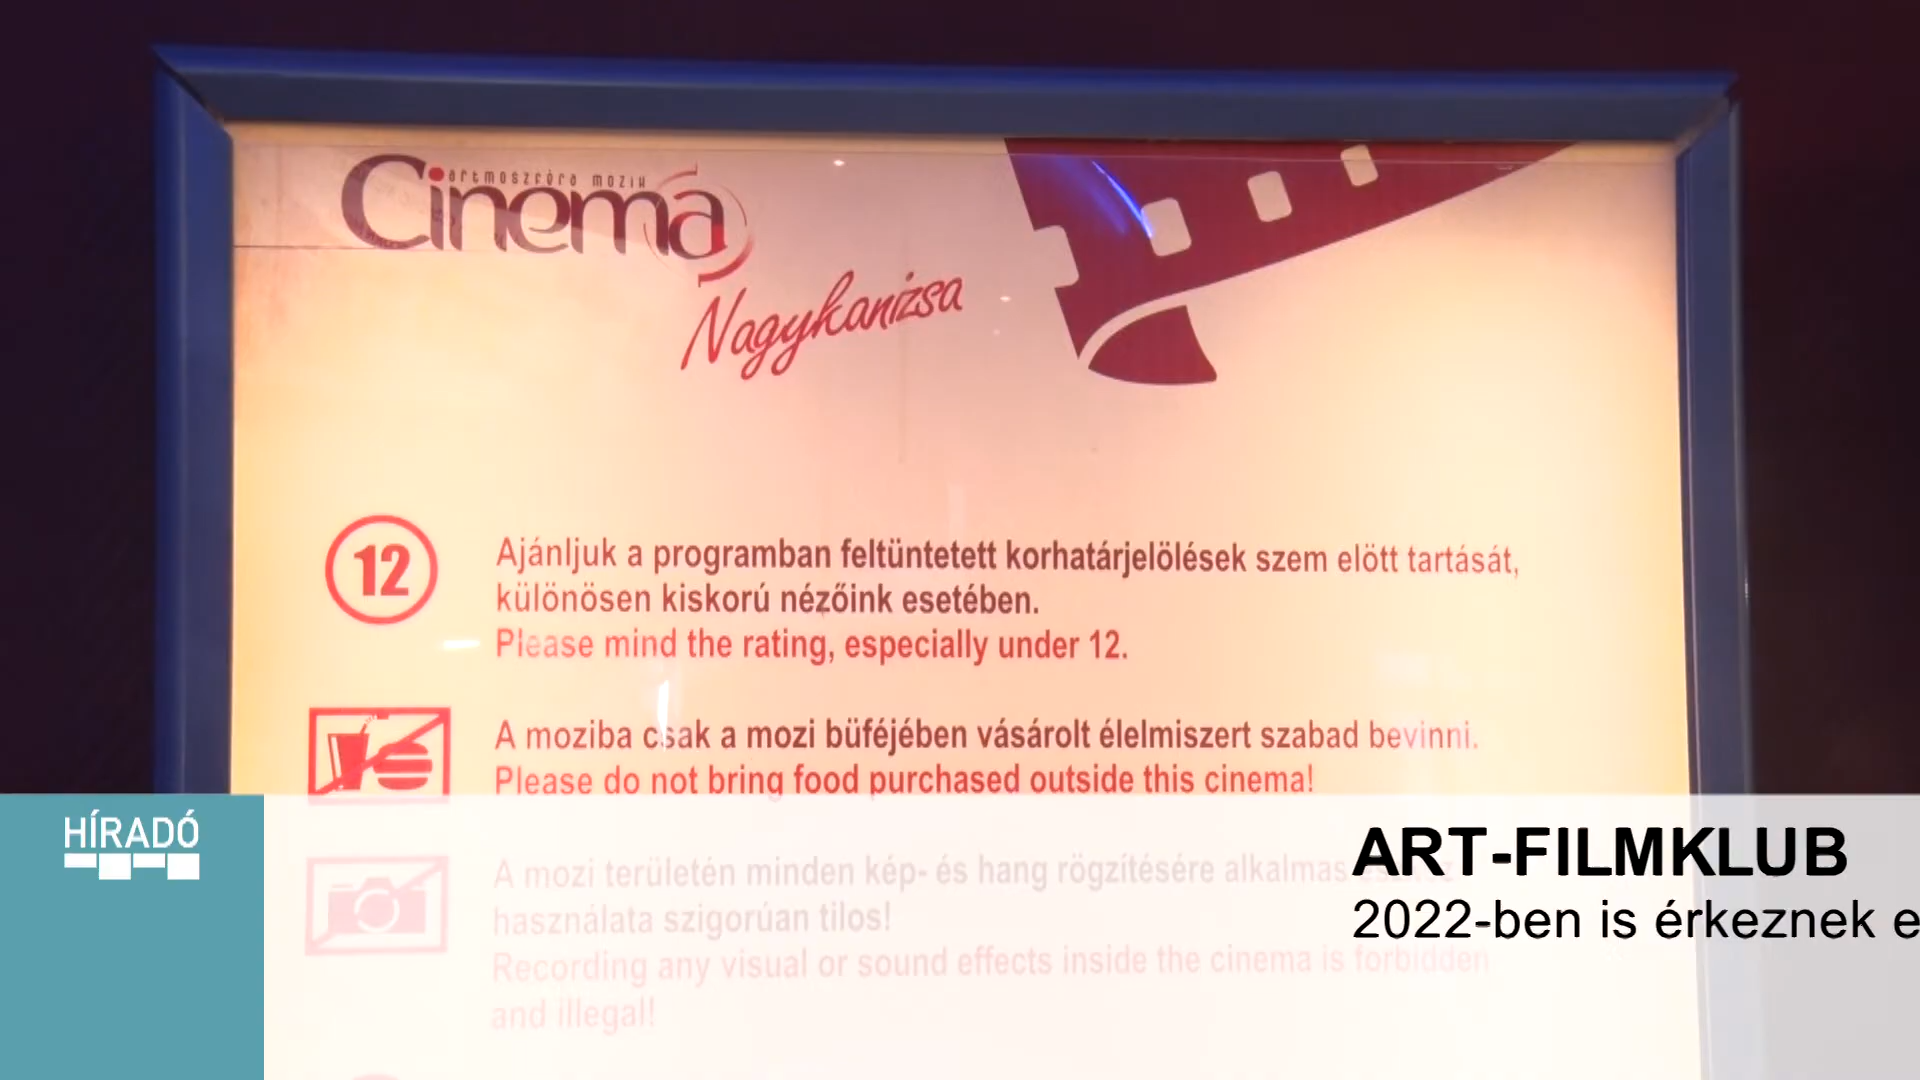 artmoszféra mozik
Cinema
Nagykanizsa
12
Ajánljuk a programban feltüntetett korhatárjelölések szem elött tartását,
különösen kiskorú nézőink esetében.
Please mind the rating, especially under 12.
A moziba csak a mozi büféjében vásárolt élelmiszert szabad bevinni.
Please do not bring food purchased outside this cinema!
A mozi területén minden kép- és hang rögzítésére alkalmas
használata szigorúan tilos!
Recording any visual or sound effects inside the cinema is forbidden
and illegal!
HÍRADÓ
ART-FILMKLUB
2022-ben is érkeznek e